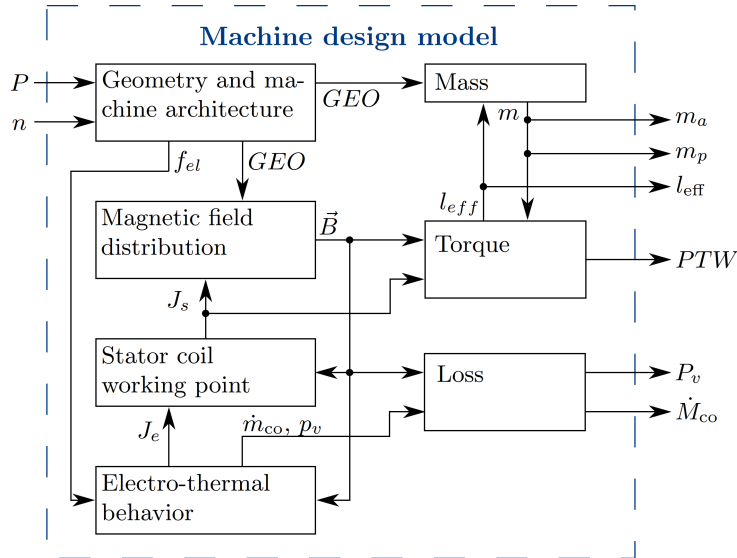 Machine design model
P
n
Geometry and ma-
chine architecture
GEO
Mass
m
m_a
m_p
l_eff
f_el
GEO
l_eff
Magnetic field
distribution
B⃗
Torque
PTW
J_s
Stator coil
working point
Loss
P_v
Ṁ_co
J_e
ṁ_co, p_v
Electro-thermal
behavior